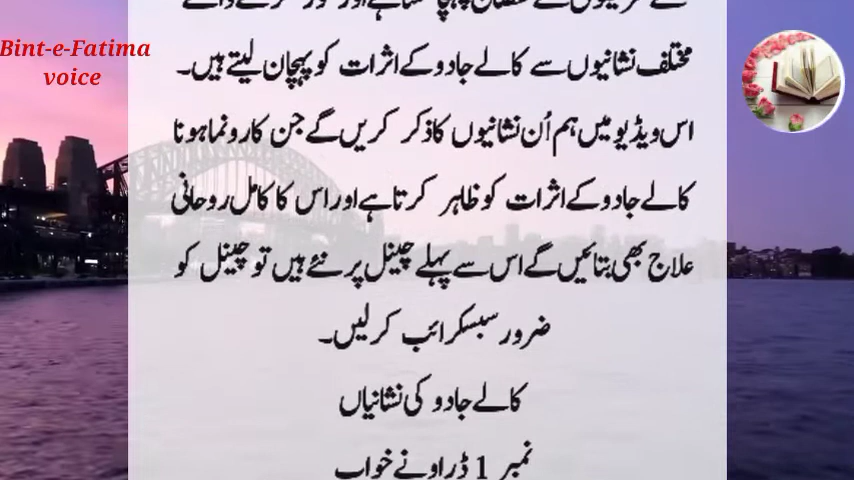 Bint-e-Fatima
voice
مختلف نشانیوں سے کالے جادو کے اثرات کو پہچان لیتے ہیں۔
اس ویڈیو میں ہم اُن نشانیوں کا ذکر کریں گے جن کا رونما ہونا
کالے جادو کے اثرات کو ظاہر کرتا ہے اور اس کا کامل روحانی
علاج بھی بتائیں گے اس سے پہلے چینل پر نئے ہیں تو چینل کو
ضرور سبسکرائب کر لیں۔
کالے جادو کی نشانیاں
نمبر 1 ڈراونے خواب